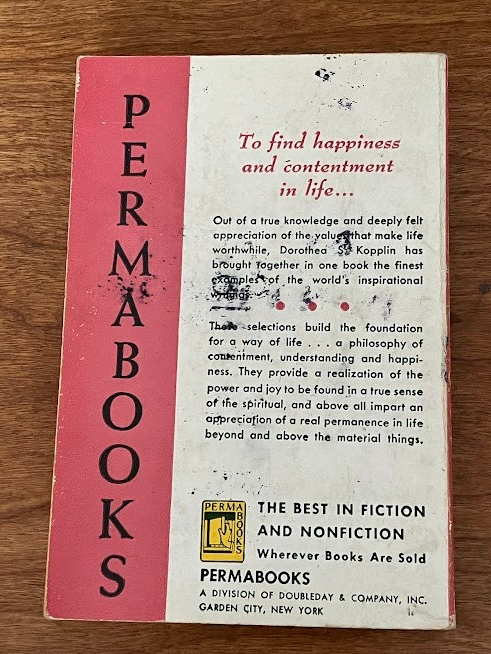 PERMABOOKS
To find happiness
and contentment
in life...
Out of a true knowledge and deeply felt
appreciation of the values that make life
worthwhile, Dorothea S. Kopplin has
brought together in one book the finest
examples of the world's inspirational
writings.
These selections build the foundation
for a way of life . . . a philosophy of
contentment, understanding and happi-
ness. They provide a realization of the
power and joy to be found in a true sense
of the spiritual, and above all impart an
appreciation of a real permanence in life
beyond and above the material things.
PERMA
BOOKS
THE BEST IN FICTION
AND NONFICTION
Wherever Books Are Sold
PERMABOOKS
A DIVISION OF DOUBLEDAY & COMPANY, INC.
GARDEN CITY, NEW YORK